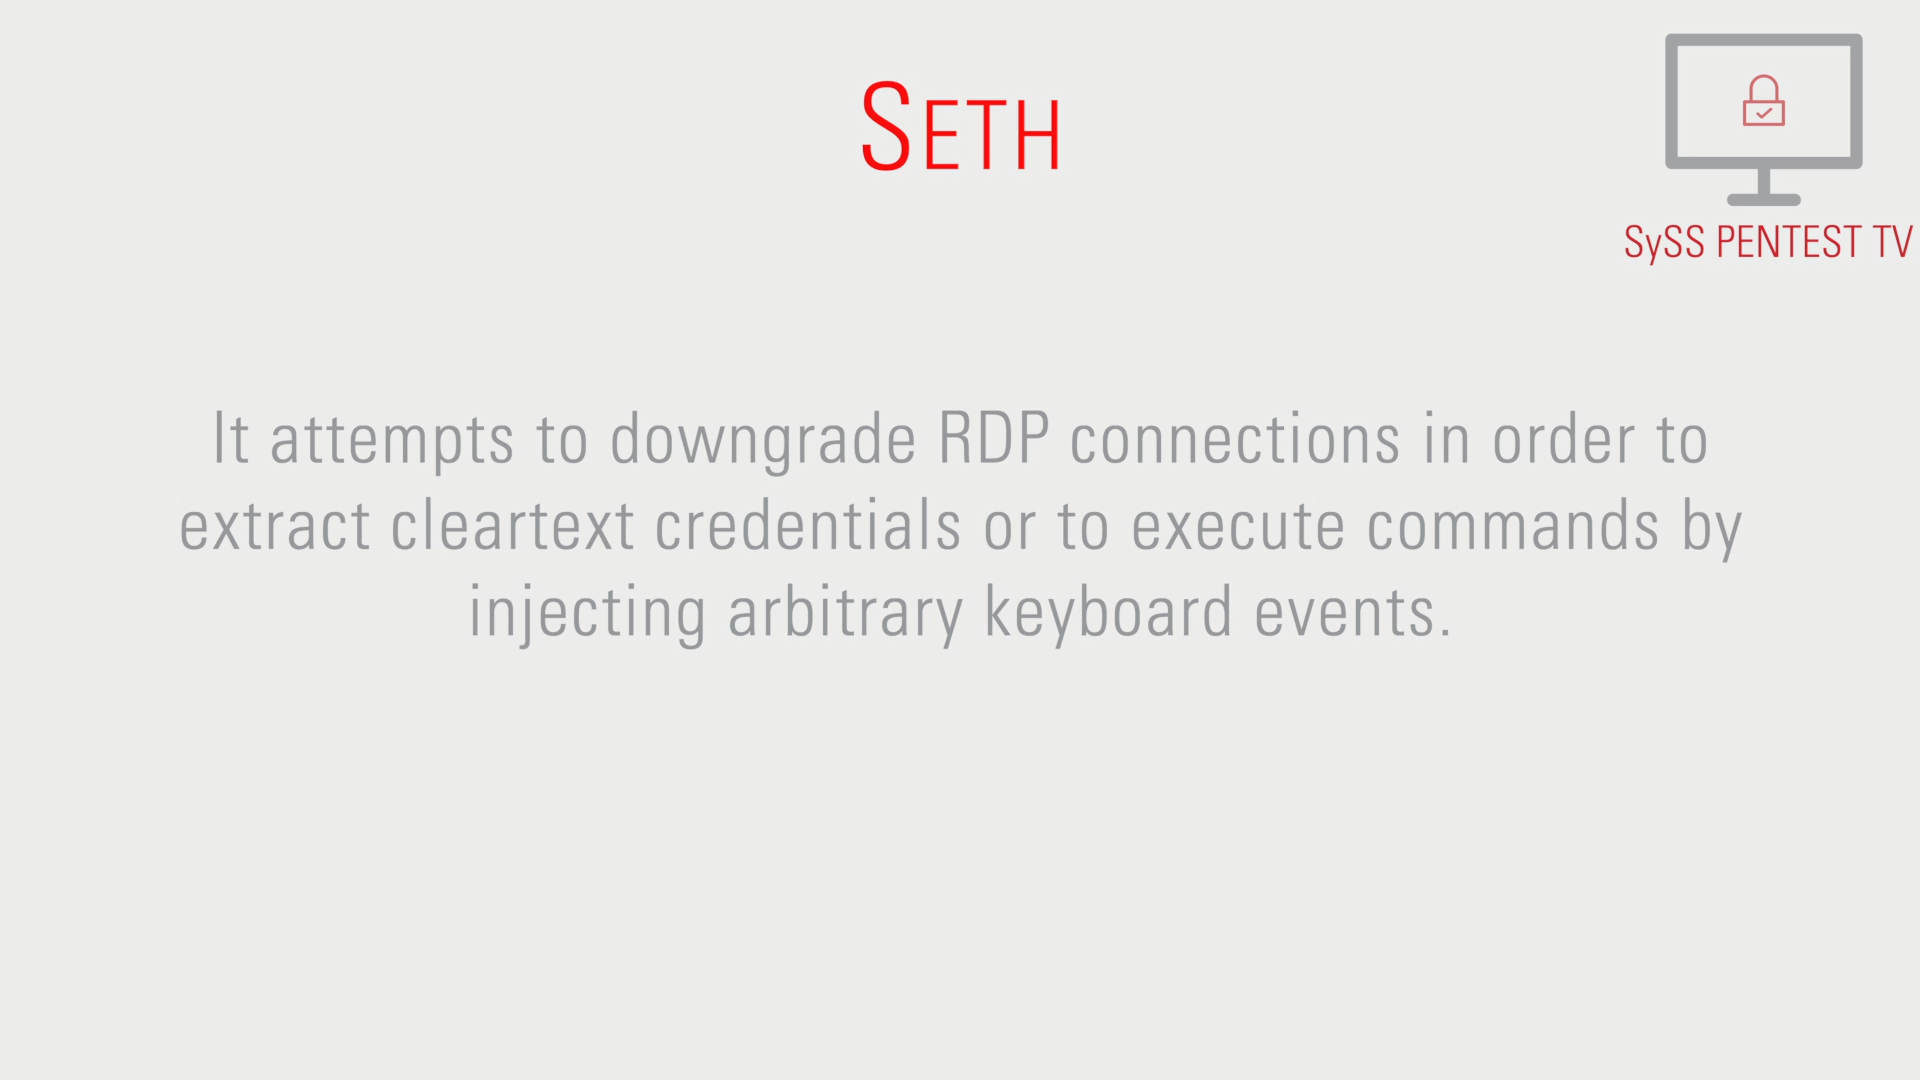 SETH
SySS PENTEST TV
It attempts to downgrade RDP connections in order to
extract cleartext credentials or to execute commands by
injecting arbitrary keyboard events.